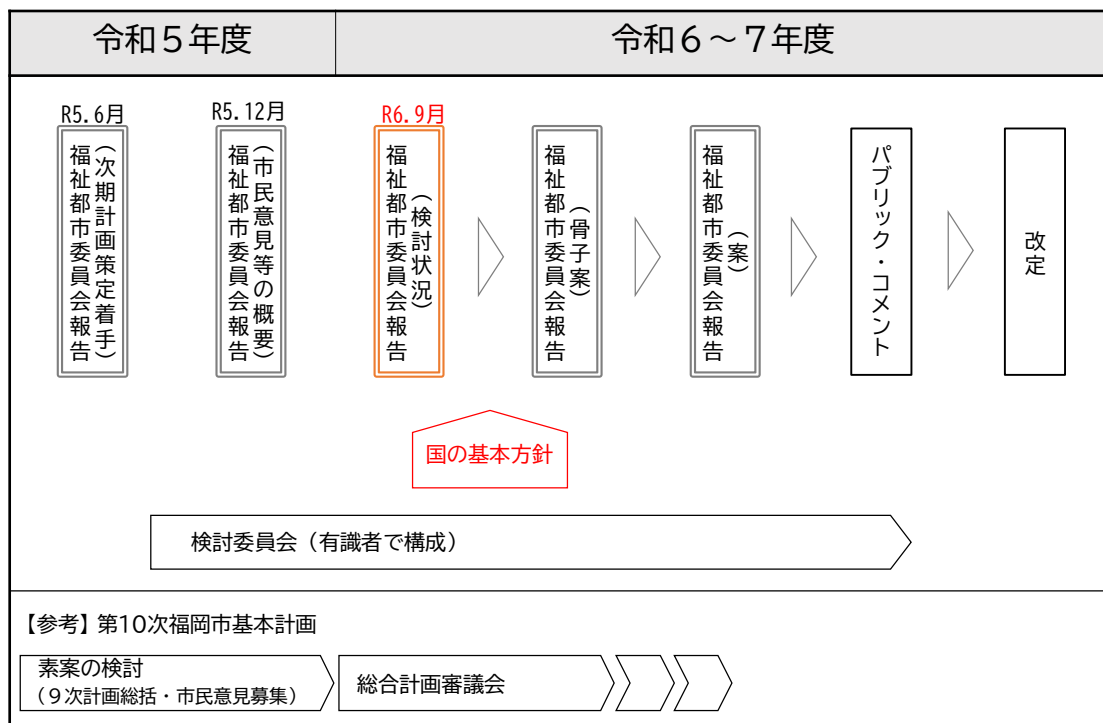 令和５年度
令和６～７年度
R5.6月
福祉都市委員会報告
（次期計画策定着手）
R5.12月
福祉都市委員会報告
（市民意見等の概要）
R6.9月
福祉都市委員会報告
（検討状況）
福祉都市委員会報告
（骨子案）
福祉都市委員会報告
（案）
パブリック・コメント
改定
国の基本方針
検討委員会（有識者で構成）
【参考】第10次福岡市基本計画
素案の検討
（９次計画総括・市民意見募集）
総合計画審議会